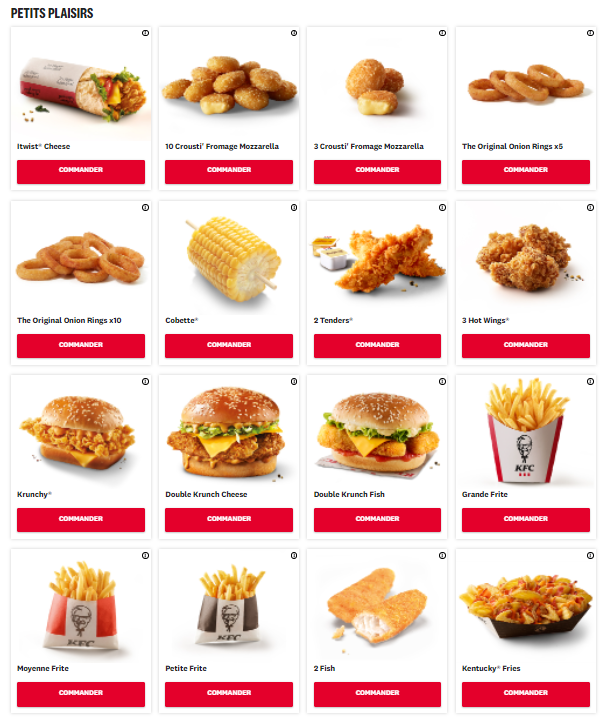 PETITS PLAISIRS
Itwist® Cheese
10 Crousti' Fromage Mozzarella
3 Crousti' Fromage Mozzarella
The Original Onion Rings x5
COMMANDER
COMMANDER
COMMANDER
COMMANDER
The Original Onion Rings x10
Cobette®
2 Tenders®
3 Hot Wings®
COMMANDER
COMMANDER
COMMANDER
COMMANDER
KFC
Krunchy®
Double Krunch Cheese
Double Krunch Fish
Grande Frite
COMMANDER
COMMANDER
COMMANDER
COMMANDER
KFC
KFC
Moyenne Frite
Petite Frite
2 Fish
Kentucky® Fries
COMMANDER
COMMANDER
COMMANDER
COMMANDER